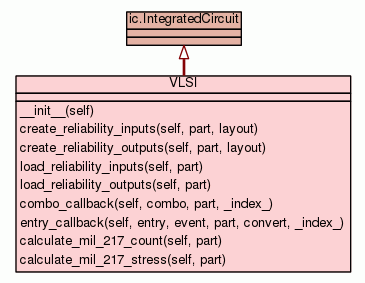 ic.IntegratedCircuit
VLSI
__init__(self)
create_reliability_inputs(self, part, layout)
create_reliability_outputs(self, part, layout)
load_reliability_inputs(self, part)
load_reliability_outputs(self, part)
combo_callback(self, combo, part, _index_)
entry_callback(self, entry, event, part, convert, _index_)
calculate_mil_217_count(self, part)
calculate_mil_217_stress(self, part)